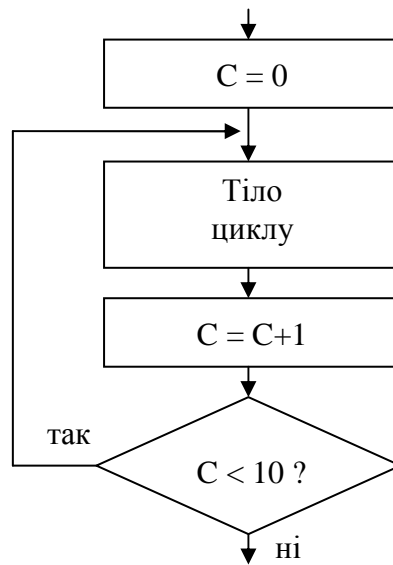 C = 0
Тіло
циклу
C = C+1
так
C < 10 ?
ні